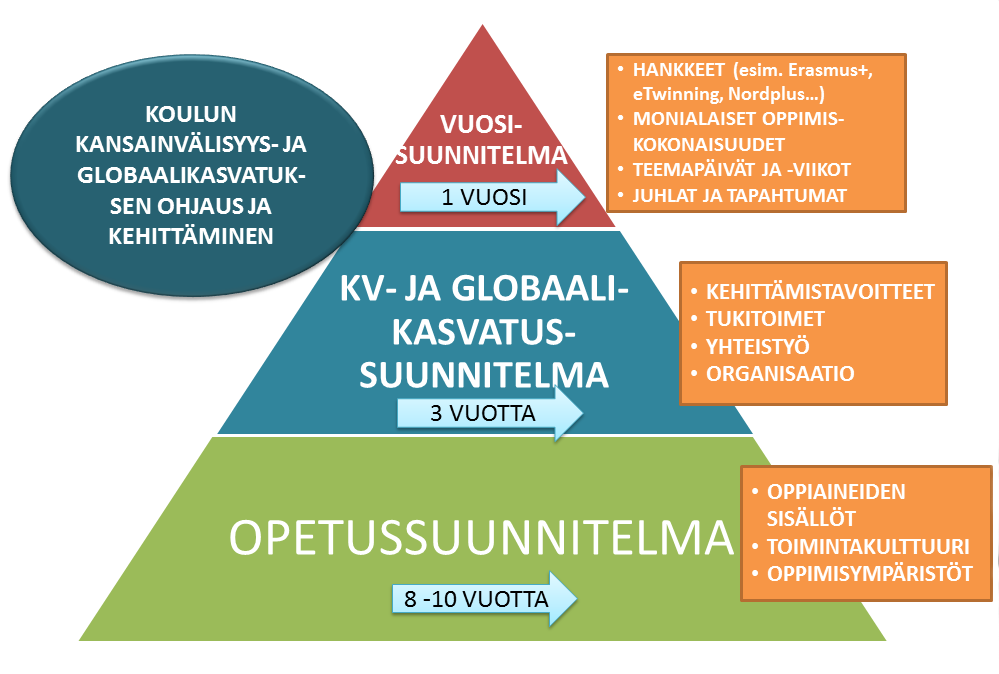 KOULUN
KANSAINVÄLISYYS- JA
GLOBAALIKASVATUK-
SEN OHJAUS JA
KEHITTÄMINEN
VUOSI-
SUUNNITELMA
1 VUOSI
• HANKKEET (esim. Erasmus+,
eTwinning, Nordplus…)
• MONIALAISET OPPIMIS-
KOKONAISUUDET
• TEEMAPÄIVÄT JA -VIIKOT
• JUHLAT JA TAPAHTUMAT
KV- JA GLOBAALI-
KASVATUS-
SUUNNITELMA
3 VUOTTA
• KEHITTÄMISTAVOITTEET
• TUKITOIMET
• YHTEISTYÖ
• ORGANISAATIO
OPETUSSUUNNITELMA
8 -10 VUOTTA
• OPPIAINEIDEN
SISÄLLÖT
• TOIMINTAKULTTUURI
• OPPIMISYMPÄRISTÖT